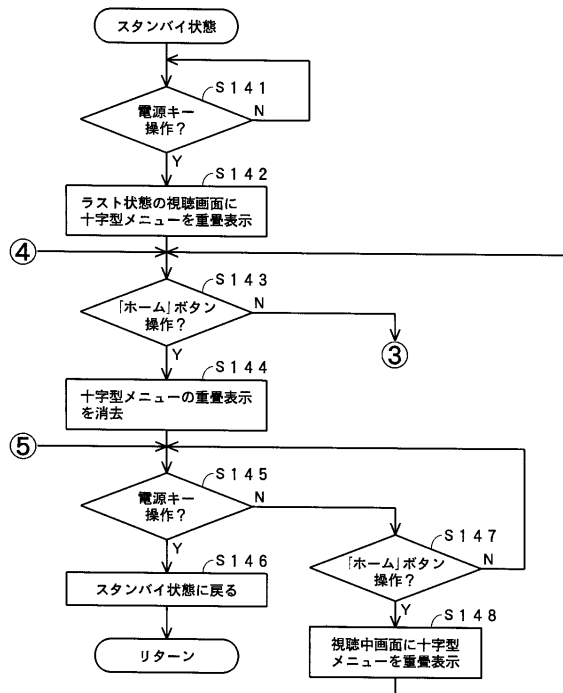 スタンバイ状態
S141
電源キー
操作？
N
Y
S142
ラスト状態の視聴画面に
十字型メニューを重畳表示
④
S143
「ホーム」ボタン
操作？
N
Y
③
S144
十字型メニューの重畳表示
を消去
⑤
S145
電源キー
操作？
N
Y
S147
「ホーム」ボタン
操作？
N
Y
S146
スタンバイ状態に戻る
S148
視聴中画面に十字型
メニューを重畳表示
リターン